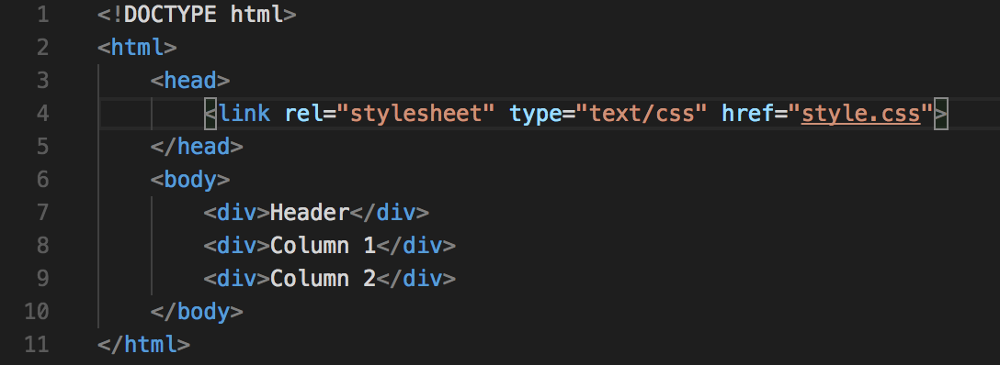 1 <!DOCTYPE html>
2 <html>
3     <head>
4         <link rel="stylesheet" type="text/css" href="style.css">
5     </head>
6     <body>
7         <div>Header</div>
8         <div>Column 1</div>
9         <div>Column 2</div>
10     </body>
11 </html>